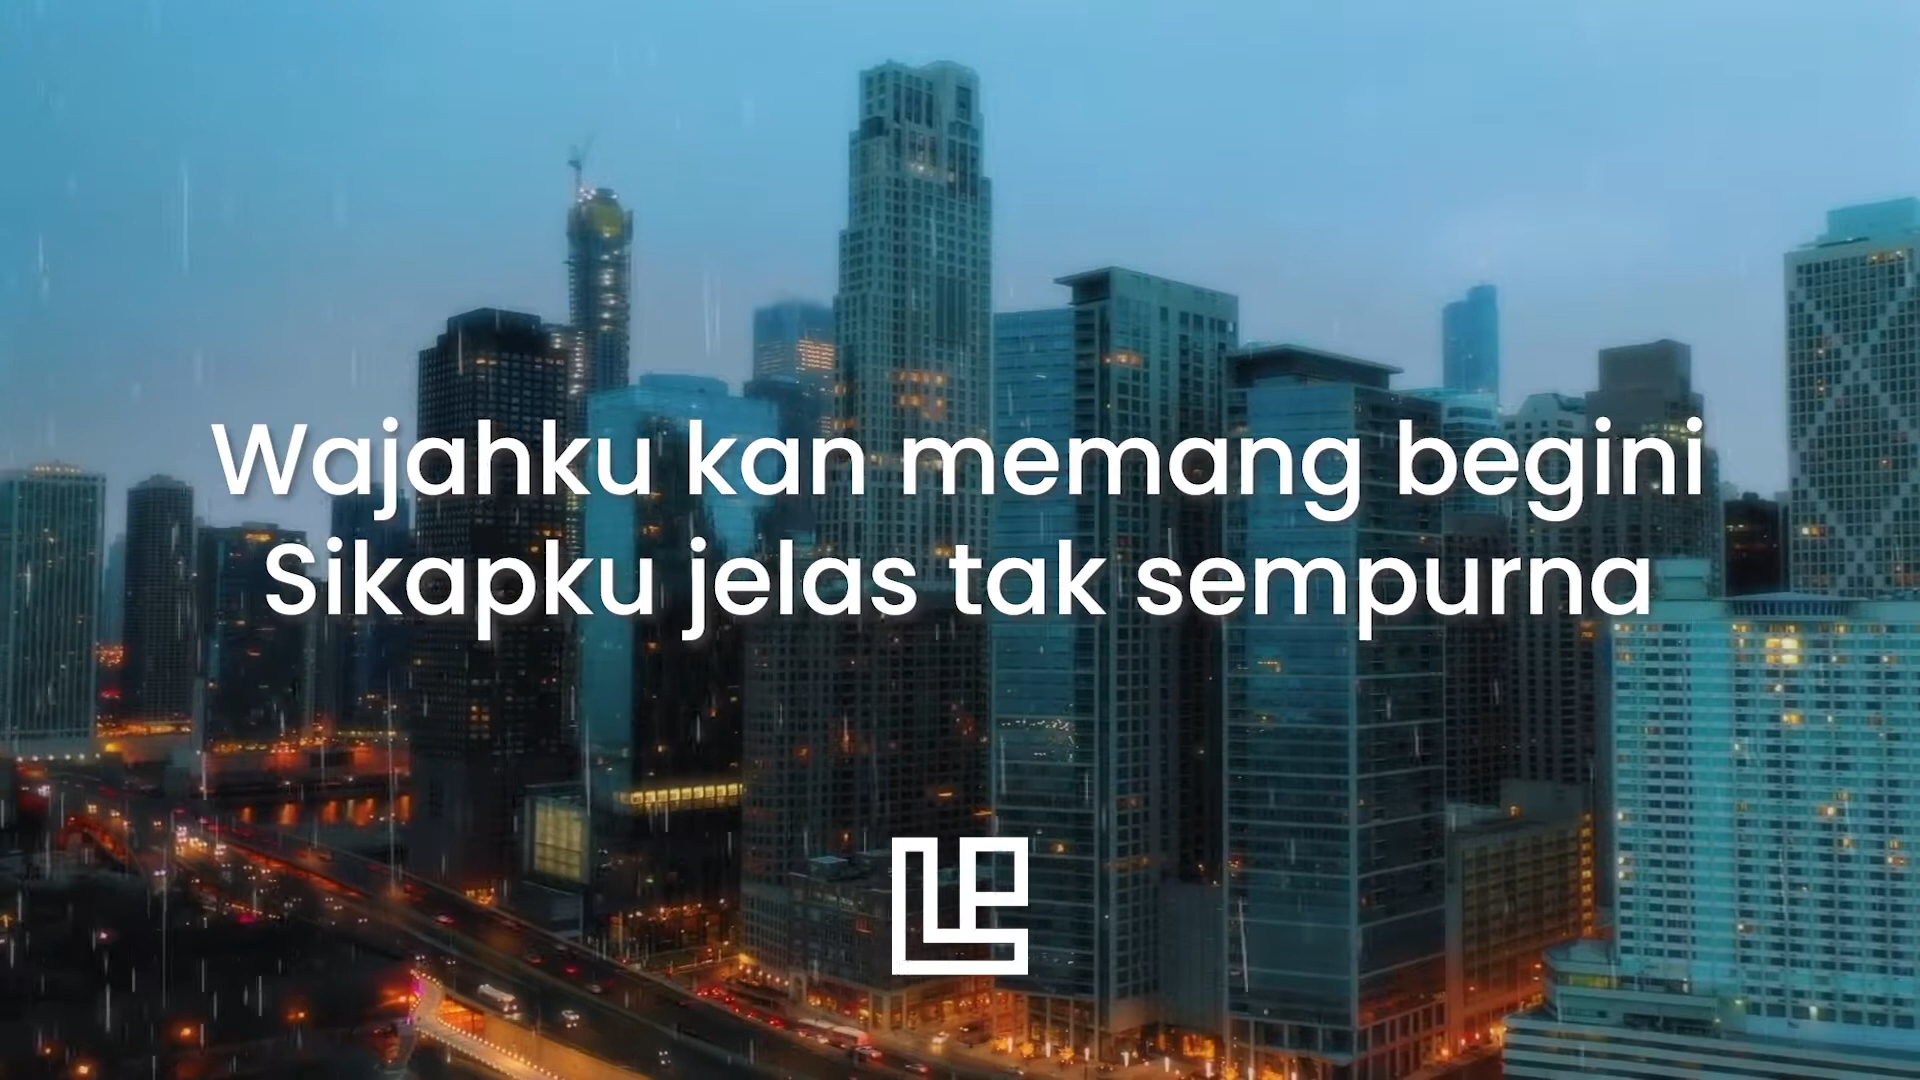 Wajahku kan memang begini
Sikapku jelas tak sempurna